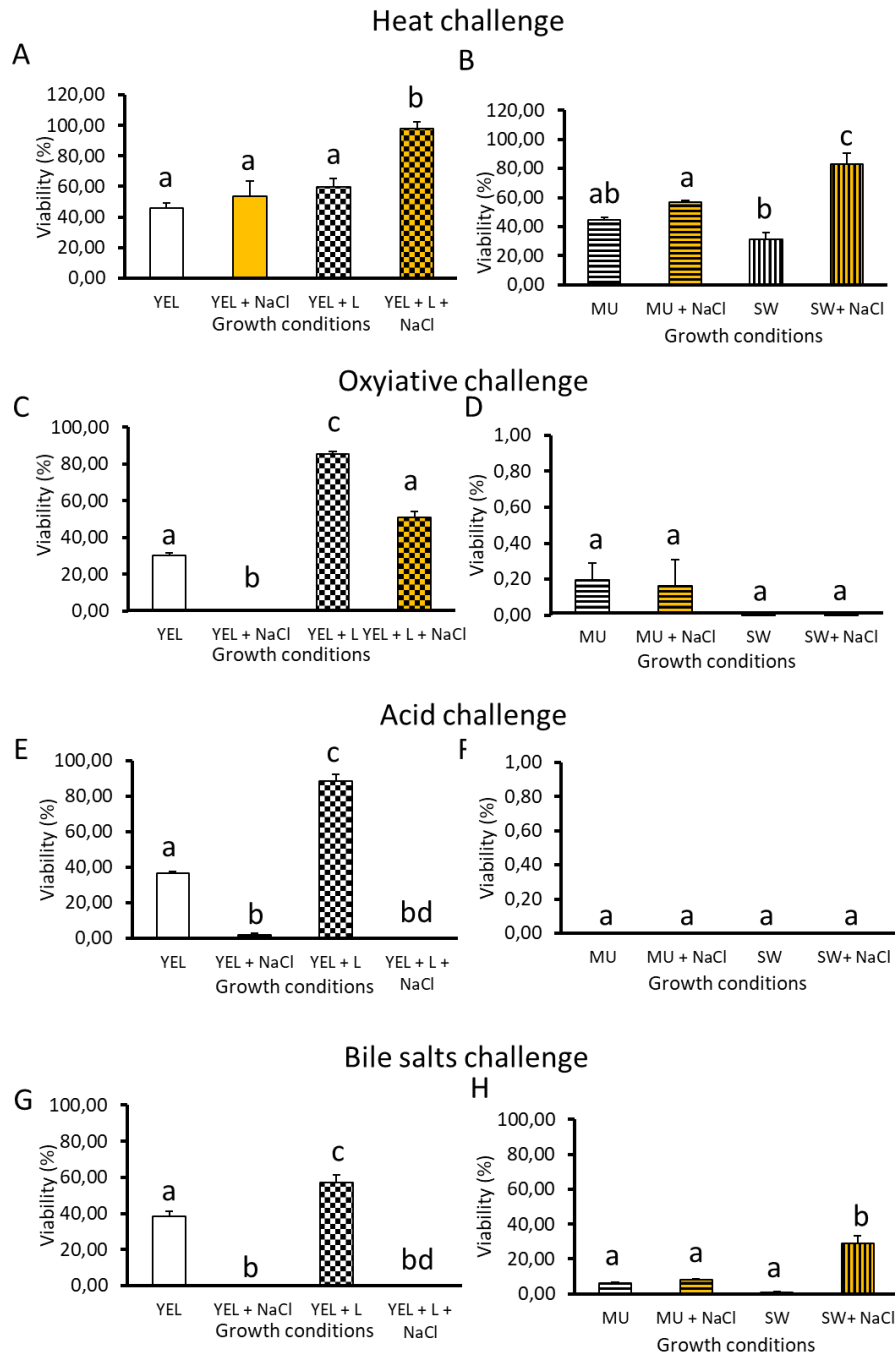 Heat challenge
A
120,00
100,00
80,00
60,00
40,00
20,00
0,00
Viability (%)
a
a
a
b
YEL
YEL + NaCl
YEL + L
YEL + L +
NaCl
Growth conditions
B
120,00
100,00
80,00
60,00
40,00
20,00
0,00
Viability (%)
ab
a
b
c
MU
MU + NaCl
SW
SW+ NaCl
Growth conditions
Oxyiative challenge
C
100,00
80,00
60,00
40,00
20,00
0,00
Viability (%)
a
b
c
a
YEL
YEL + NaCl
YEL + L
YEL + L + NaCl
Growth conditions
D
1,00
0,80
0,60
0,40
0,20
0,00
Viability (%)
a
a
a
a
MU
MU + NaCl
SW
SW+ NaCl
Growth conditions
Acid challenge
E
100,00
80,00
60,00
40,00
20,00
0,00
Viability (%)
a
b
c
bd
YEL
YEL + NaCl
YEL + L
YEL + L +
NaCl
Growth conditions
F
1,00
0,80
0,60
0,40
0,20
0,00
Viability (%)
a
a
a
a
MU
MU + NaCl
SW
SW+ NaCl
Growth conditions
Bile salts challenge
G
100,00
80,00
60,00
40,00
20,00
0,00
Viability (%)
a
b
c
bd
YEL
YEL + NaCl
YEL + L
YEL + L +
NaCl
Growth conditions
H
100,00
80,00
60,00
40,00
20,00
0,00
Viability (%)
a
a
a
b
MU
MU + NaCl
SW
SW+ NaCl
Growth conditions